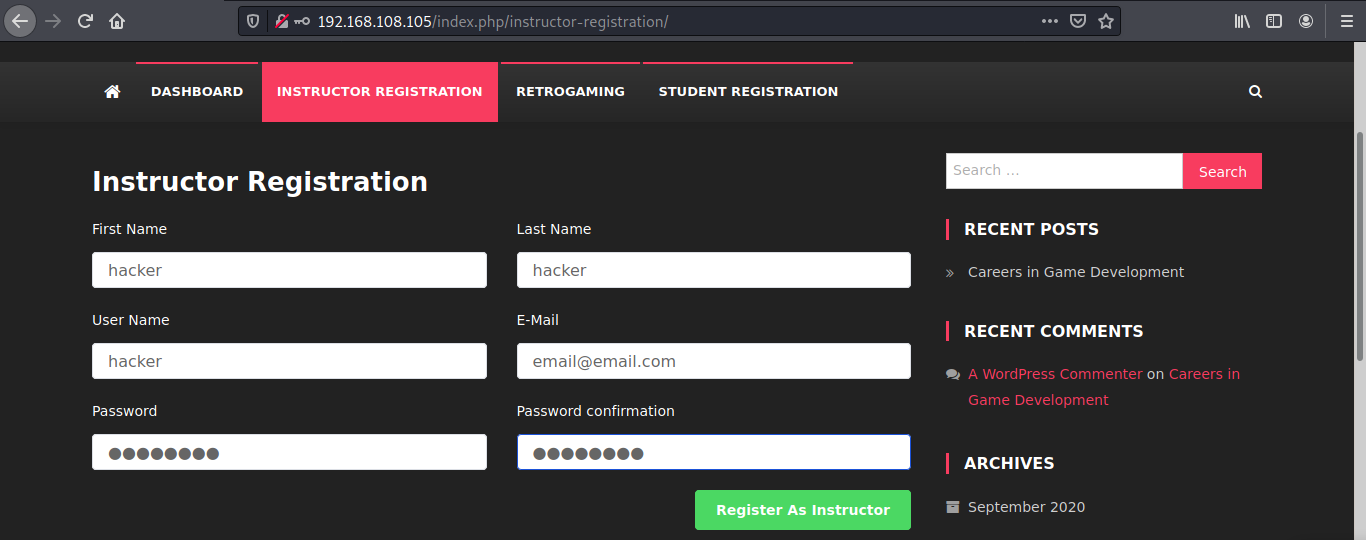 192.168.108.105/index.php/instructor-registration/
DASHBOARD INSTRUCTOR REGISTRATION RETROGAMING STUDENT REGISTRATION
Instructor Registration
First Name Last Name
hacker hacker
User Name E-Mail
hacker email@email.com
Password Password confirmation
●●●●●●●● ●●●●●●●●
Register As Instructor
Search ... Search
RECENT POSTS
» Careers in Game Development
RECENT COMMENTS
A WordPress Commenter on Careers in
Game Development
ARCHIVES
September 2020